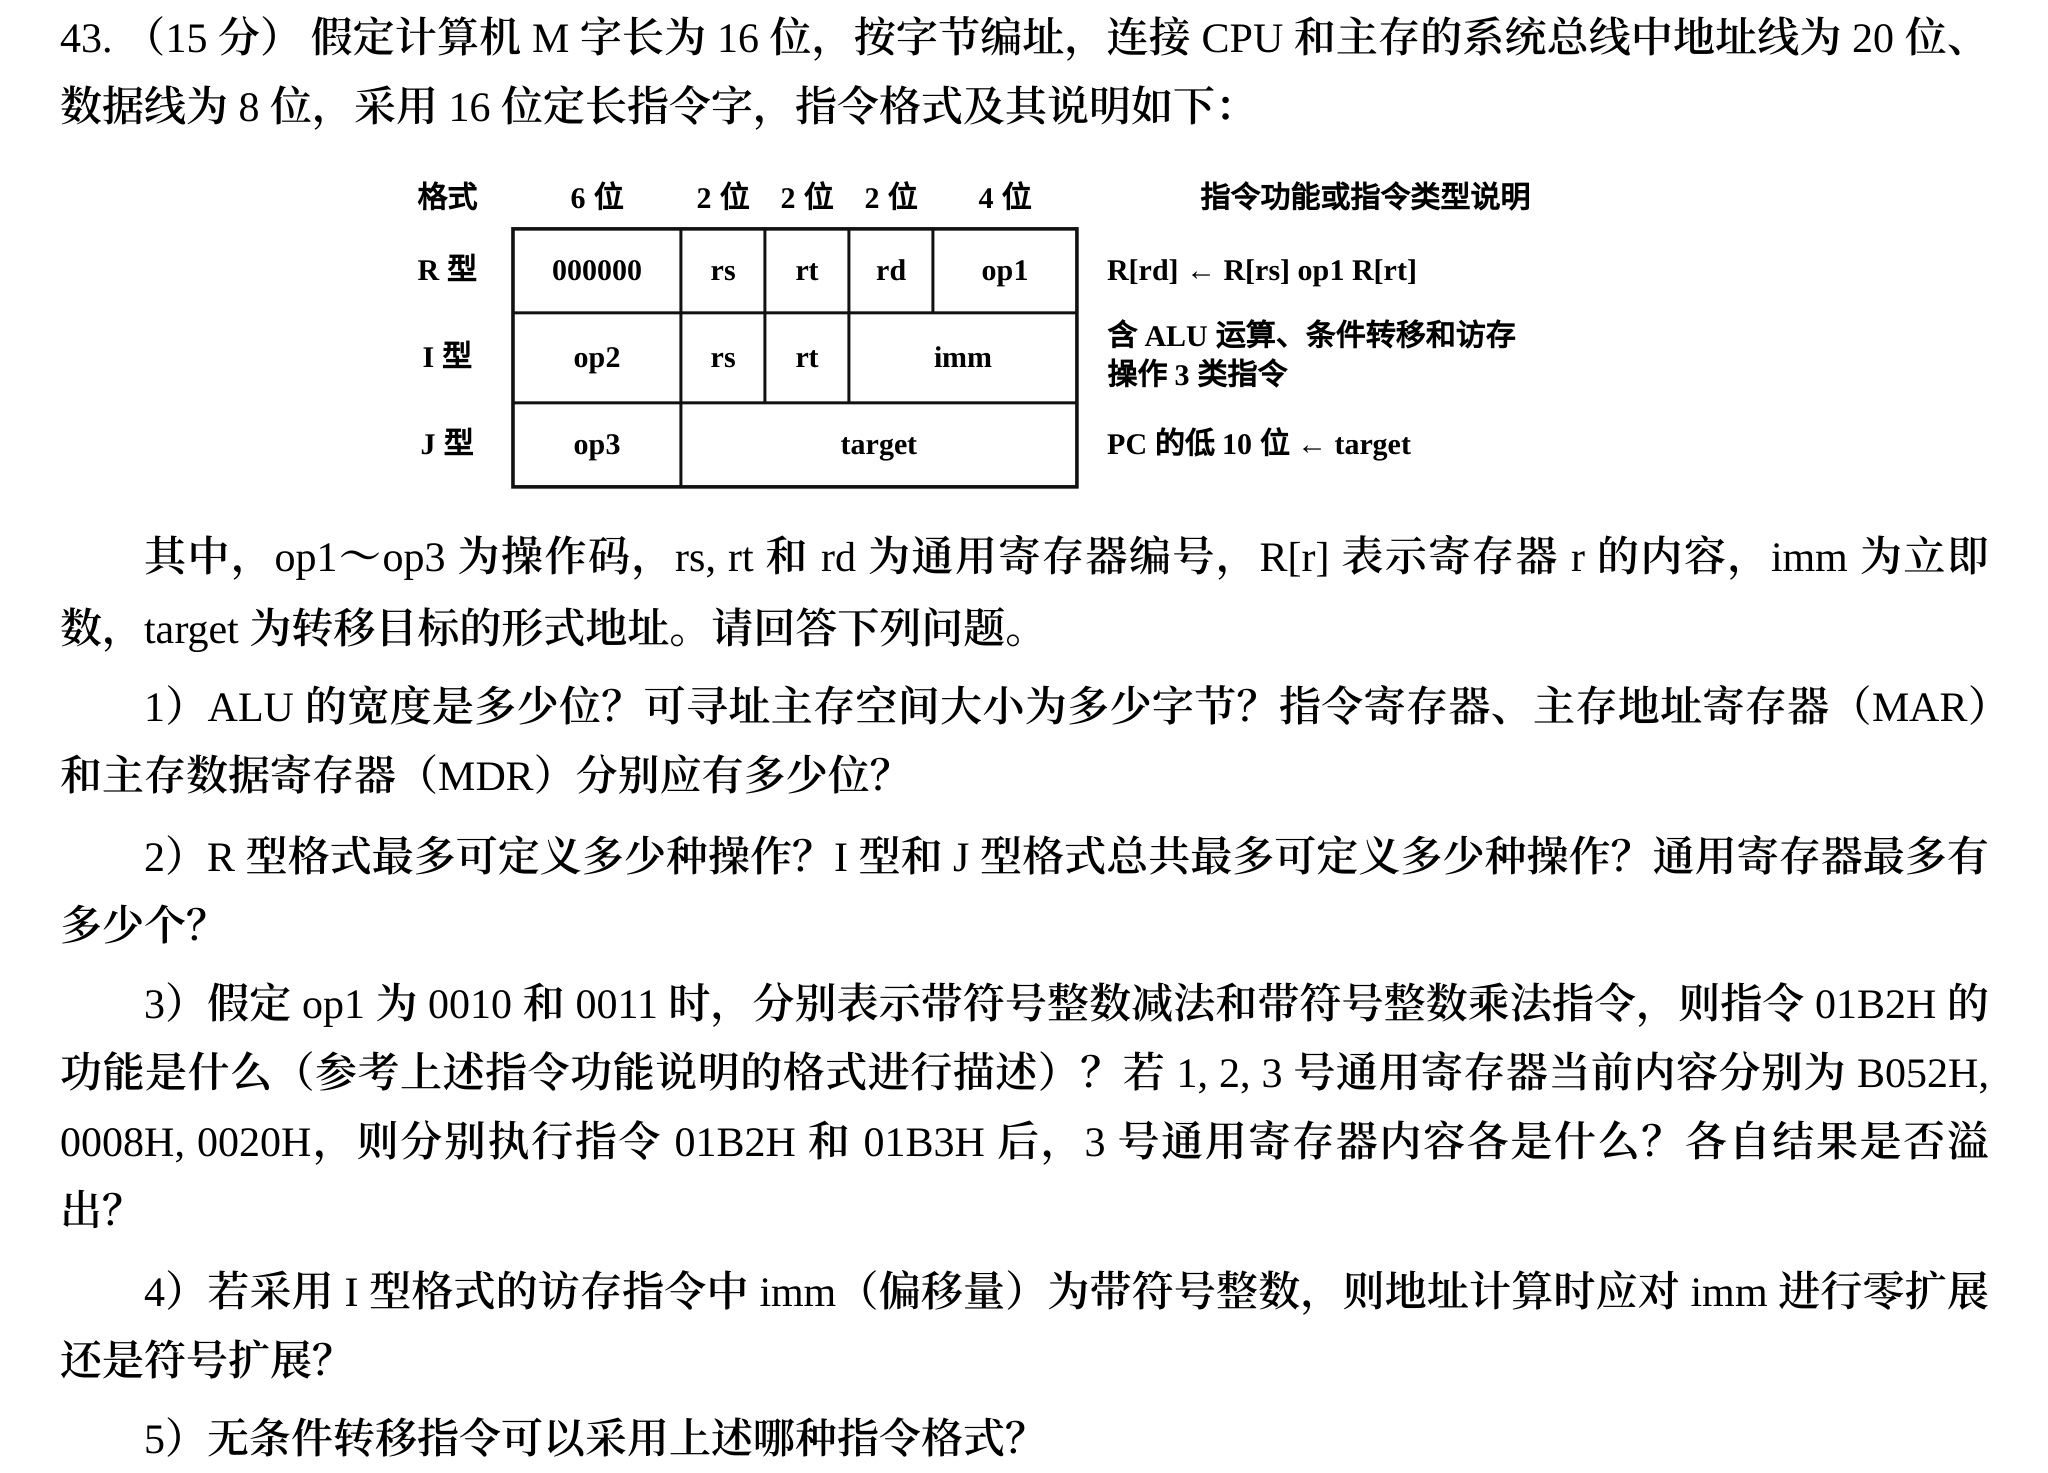 43. （15 分） 假定计算机 M 字长为 16 位，按字节编址，连接 CPU 和主存的系统总线中地址线为 20 位、
数据线为 8 位，采用 16 位定长指令字，指令格式及其说明如下：
格式 6 位 2 位 2 位 2 位 4 位 指令功能或指令类型说明
R 型 000000 rs rt rd op1 R[rd] ← R[rs] op1 R[rt]
I 型 op2 rs rt imm 含 ALU 运算、条件转移和访存
操作 3 类指令
J 型 op3 target PC 的低 10 位 ← target
其中，op1～op3 为操作码，rs, rt 和 rd 为通用寄存器编号，R[r] 表示寄存器 r 的内容，imm 为立即
数，target 为转移目标的形式地址。请回答下列问题。
1）ALU 的宽度是多少位？可寻址主存空间大小为多少字节？指令寄存器、主存地址寄存器（MAR）
和主存数据寄存器（MDR）分别应有多少位？
2）R 型格式最多可定义多少种操作？I 型和 J 型格式总共最多可定义多少种操作？通用寄存器最多有
多少个？
3）假定 op1 为 0010 和 0011 时，分别表示带符号整数减法和带符号整数乘法指令，则指令 01B2H 的
功能是什么（参考上述指令功能说明的格式进行描述）？若 1, 2, 3 号通用寄存器当前内容分别为 B052H,
0008H, 0020H，则分别执行指令 01B2H 和 01B3H 后，3 号通用寄存器内容各是什么？各自结果是否溢
出？
4）若采用 I 型格式的访存指令中 imm（偏移量）为带符号整数，则地址计算时应对 imm 进行零扩展
还是符号扩展？
5）无条件转移指令可以采用上述哪种指令格式？